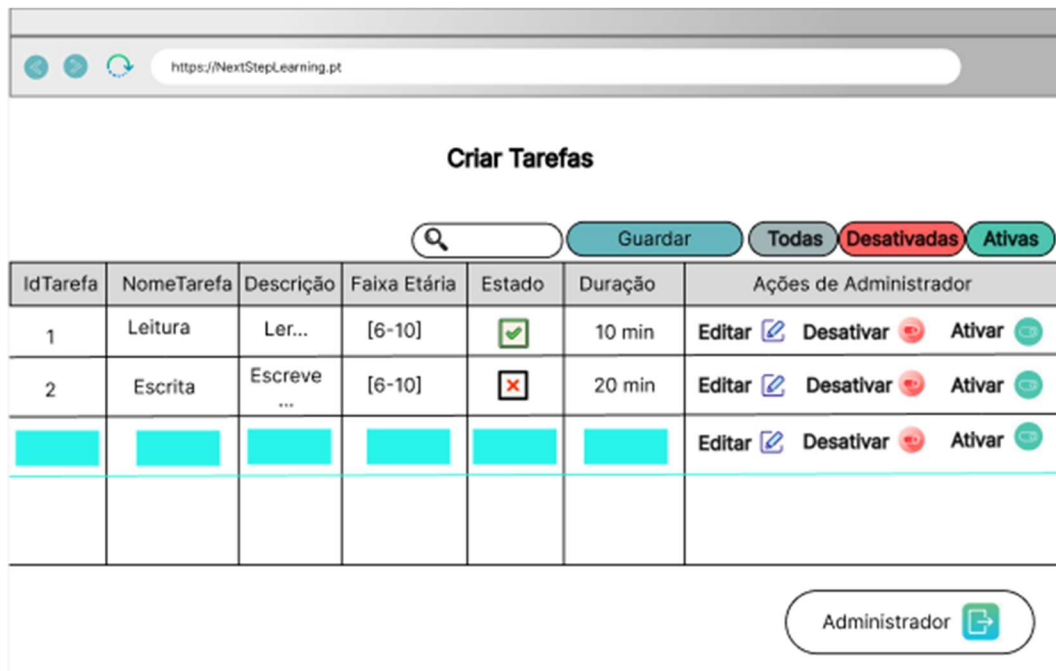 https://NextStepLearning.pt
Criar Tarefas
Guardar Todas Desativadas Ativas
IdTarefa NomeTarefa Descrição Faixa Etária Estado Duração Ações de Administrador
1 Leitura Ler... [6-10] 10 min Editar Desativar Ativar
2 Escrita Escreve ... [6-10] 20 min Editar Desativar Ativar
Editar Desativar Ativar
Administrador